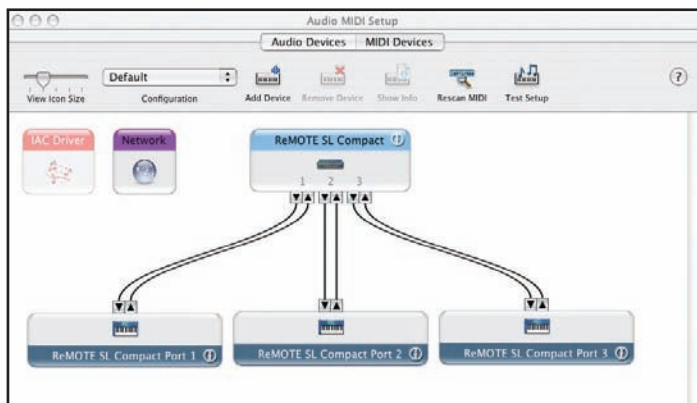 Audio MIDI Setup
Audio Devices MIDI Devices
Default
View Icon Size Configuration Add Device Remove Device Show Info Rescan MIDI Test Setup ?
IAC Driver Network ReMOTE SL Compact
1 2 3
ReMOTE SL Compact Port 1 ReMOTE SL Compact Port 2 ReMOTE SL Compact Port 3